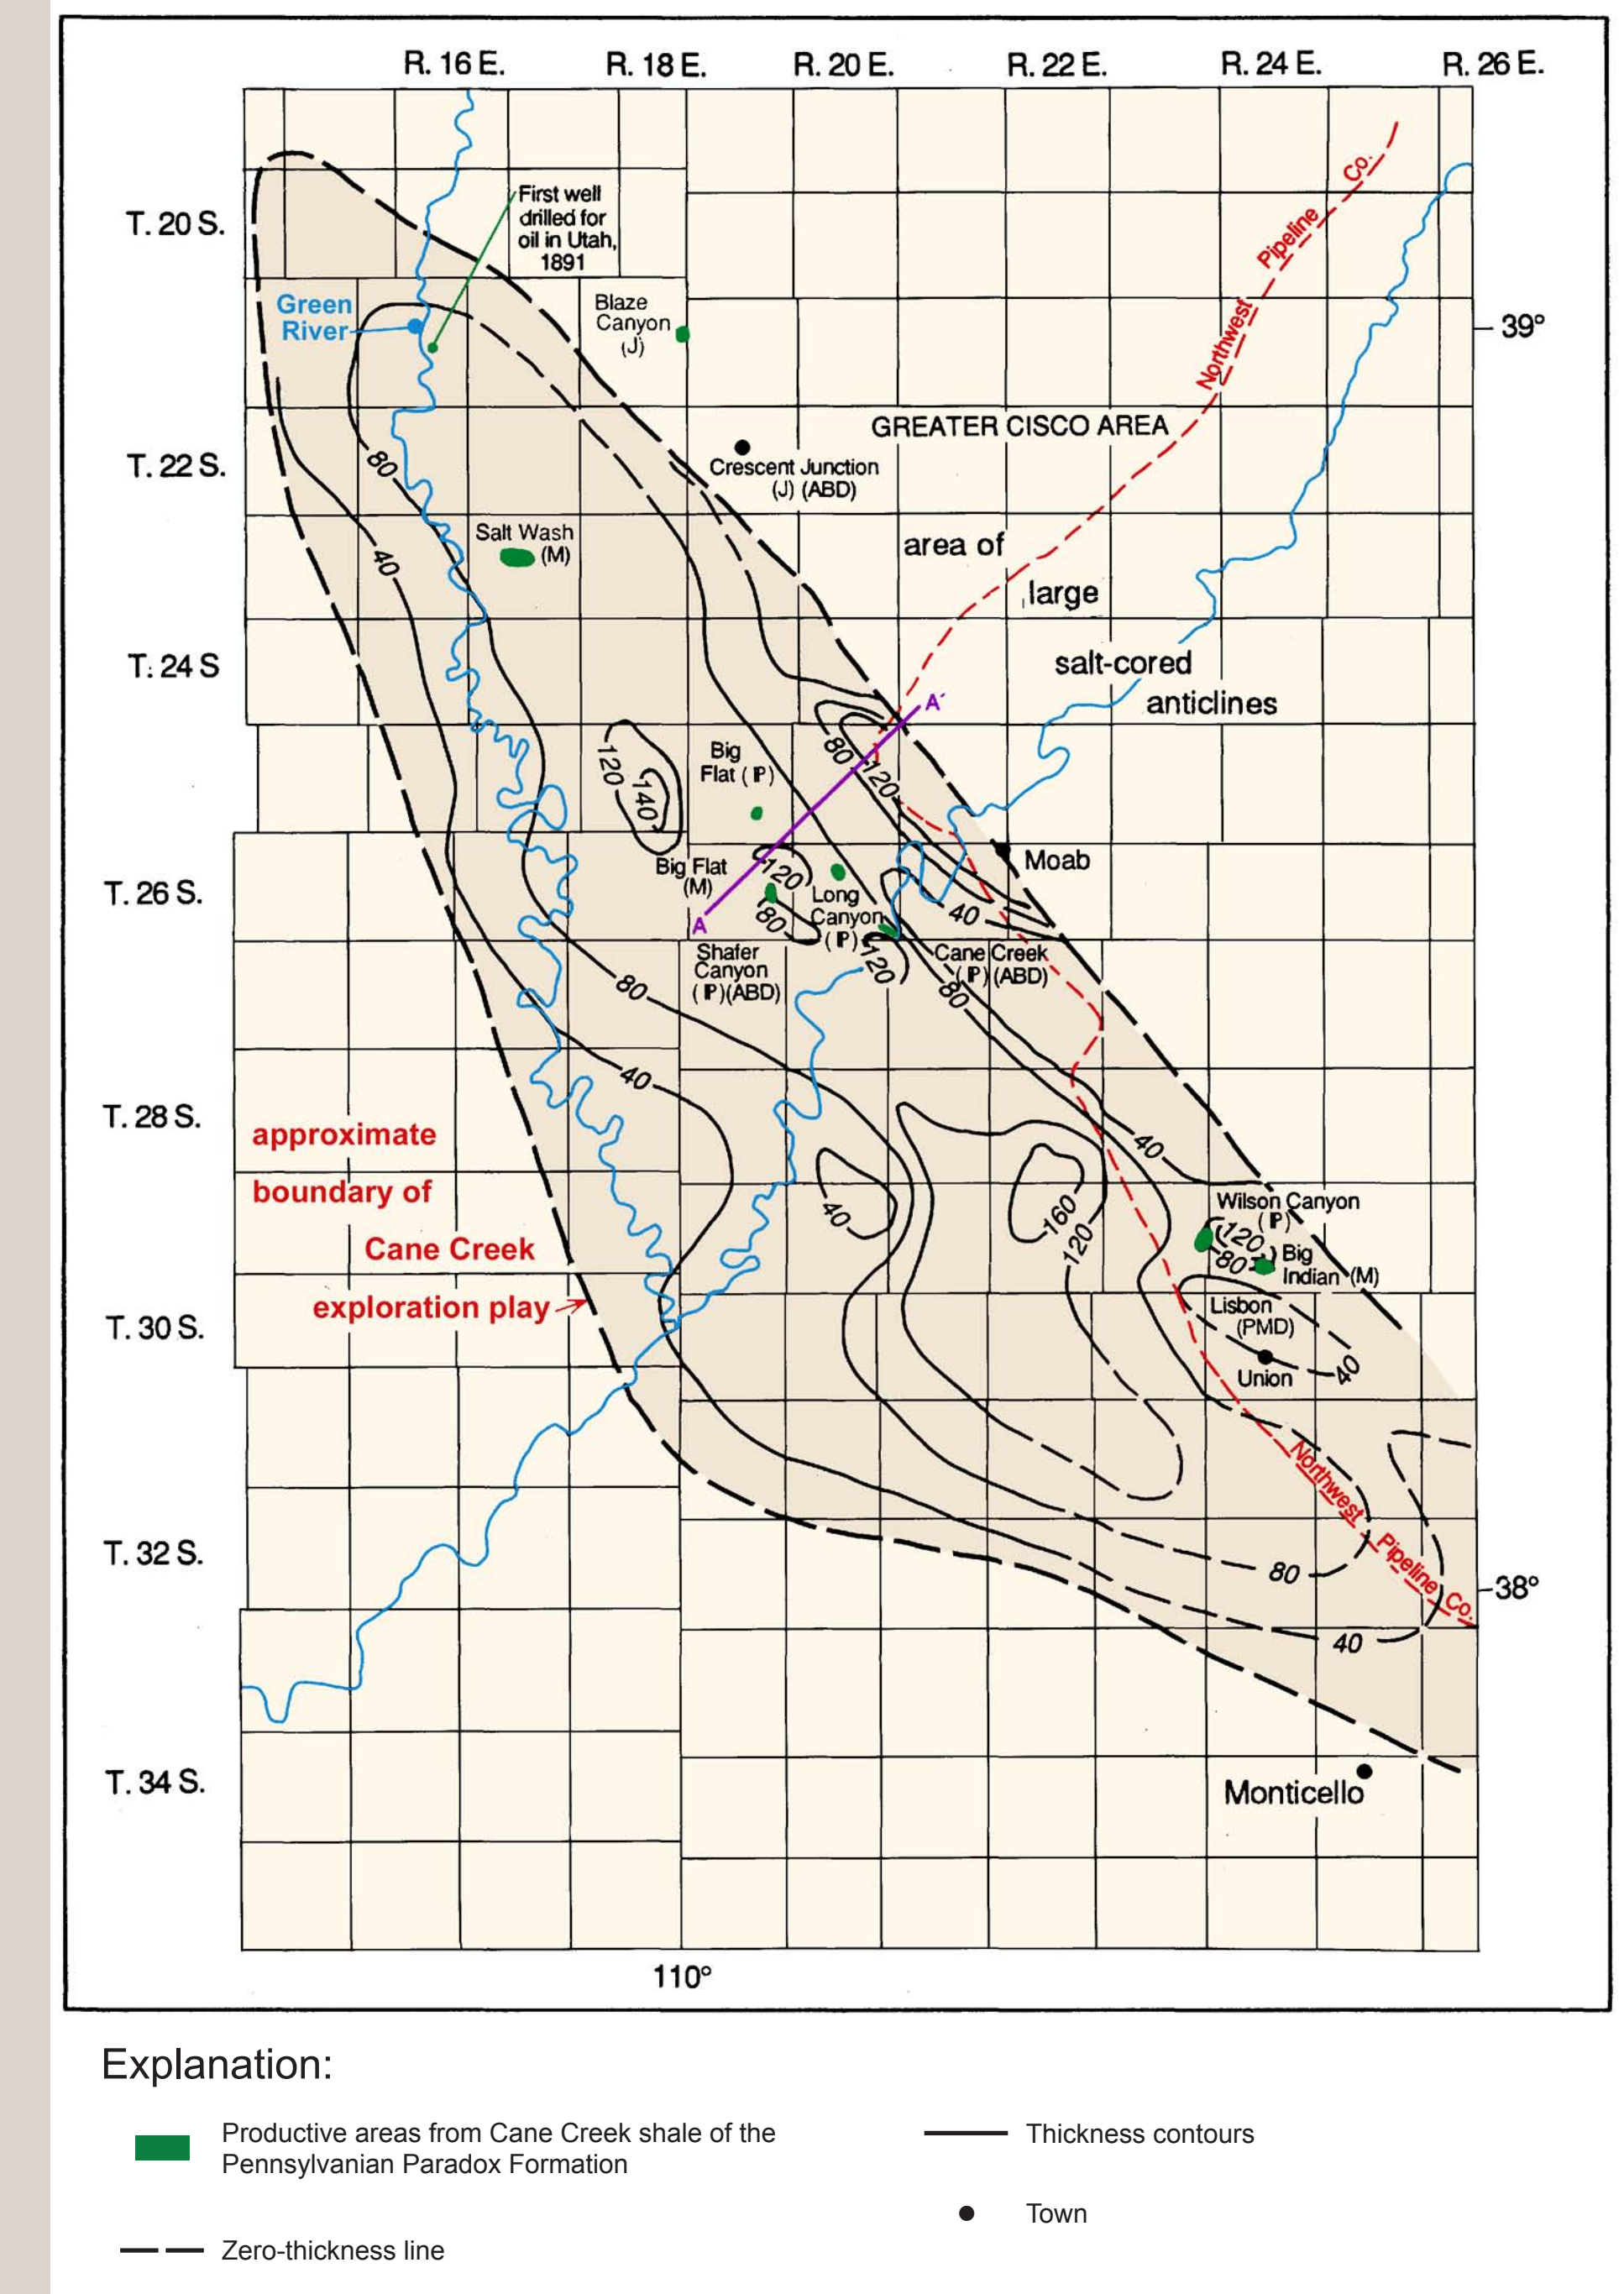 R. 16 E. R. 18 E. R. 20 E. R. 22 E. R. 24 E. R. 26 E.
Northwest Pipeline Co.
T. 20 S.
First well
drilled for
oil in Utah,
1891
Green
River
Blaze
Canyon
(J)
39°
GREATER CISCO AREA
T. 22 S.
80
Crescent Junction
(J) (ABD)
Salt Wash
(M)
40
area of
large
salt-cored
anticlines
T. 24 S
A´
120
140
Big
Flat (P)
80
120
Moab
Big Flat
(M)
120
80
A
Long
Canyon
(P)
40
T. 26 S.
Shafer
Canyon
(P)(ABD)
120
Cane Creek
(P)(ABD)
80
80
40
T. 28 S.
approximate
boundary of
Cane Creek
exploration play
40
40
160
120
Wilson Canyon
(P)
120
80
Big
Indian (M)
Lisbon
(PMD)
T. 30 S.
Union
40
Northwest Pipeline Co.
T. 32 S.
80
38°
40
T. 34 S.
Monticello
110°
Explanation:
Productive areas from Cane Creek shale of the
Pennsylvanian Paradox Formation
Zero-thickness line
Thickness contours
Town